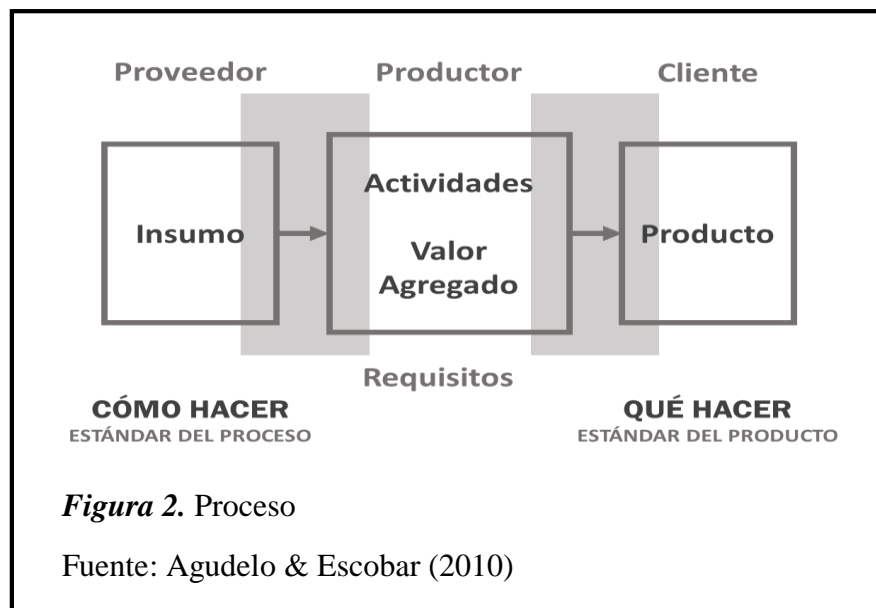 Proveedor Productor Cliente
Actividades
Insumo Valor Agregado Producto
Requisitos
CÓMO HACER QUÉ HACER
ESTÁNDAR DEL PROCESO ESTÁNDAR DEL PRODUCTO
Figura 2. Proceso
Fuente: Agudelo & Escobar (2010)